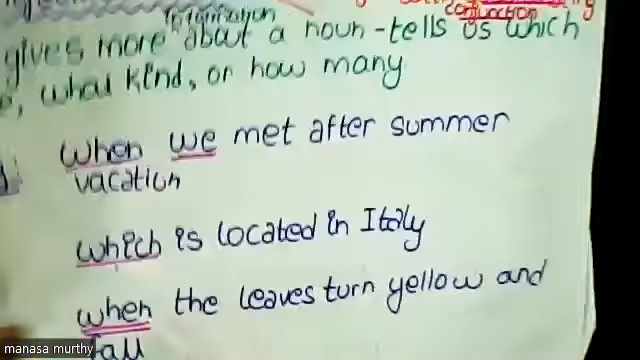 information conjunction
gives more about a noun - tells us which
, what kind, or how many
when we met after summer
vacation
which is located in Italy
when the leaves turn yellow and
fall
manasa murthy